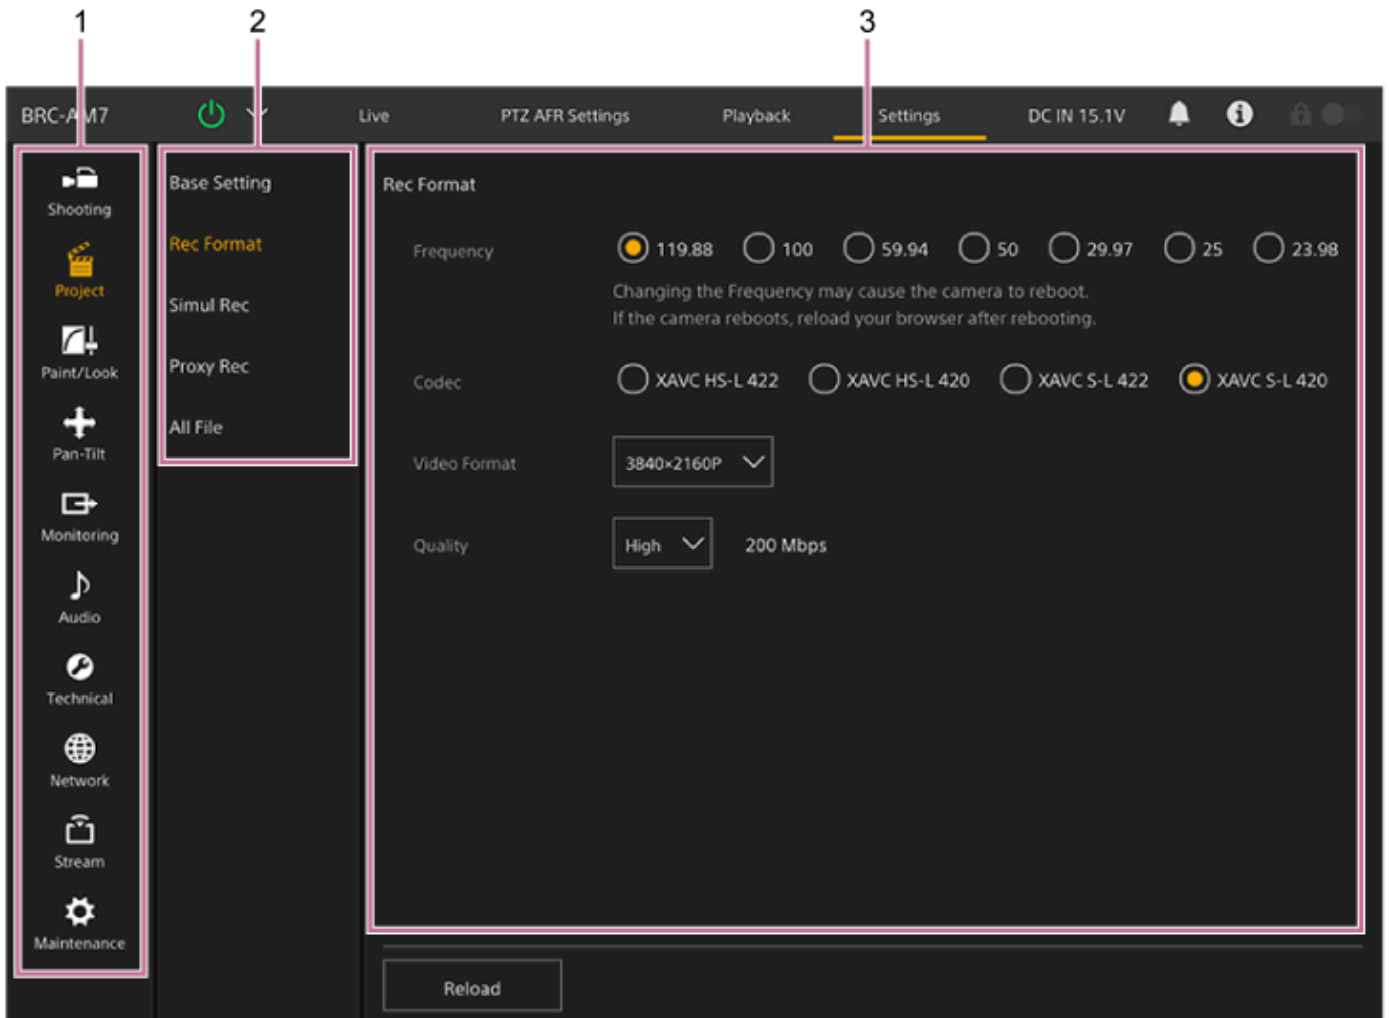 1
2
3
BRC-AM7
Live
PTZ AFR Settings
Playback
Settings
DC IN 15.1V
Shooting
Project
Paint/Look
Pan-Tilt
Monitoring
Audio
Technical
Network
Stream
Maintenance
Base Setting
Rec Format
Simul Rec
Proxy Rec
All File
Rec Format
Frequency
119.88
100
59.94
50
29.97
25
23.98
Changing the Frequency may cause the camera to reboot.
If the camera reboots, reload your browser after rebooting.
Codec
XAVC HS-L 422
XAVC HS-L 420
XAVC S-L 422
XAVC S-L 420
Video Format
3840×2160P
Quality
High
200 Mbps
Reload